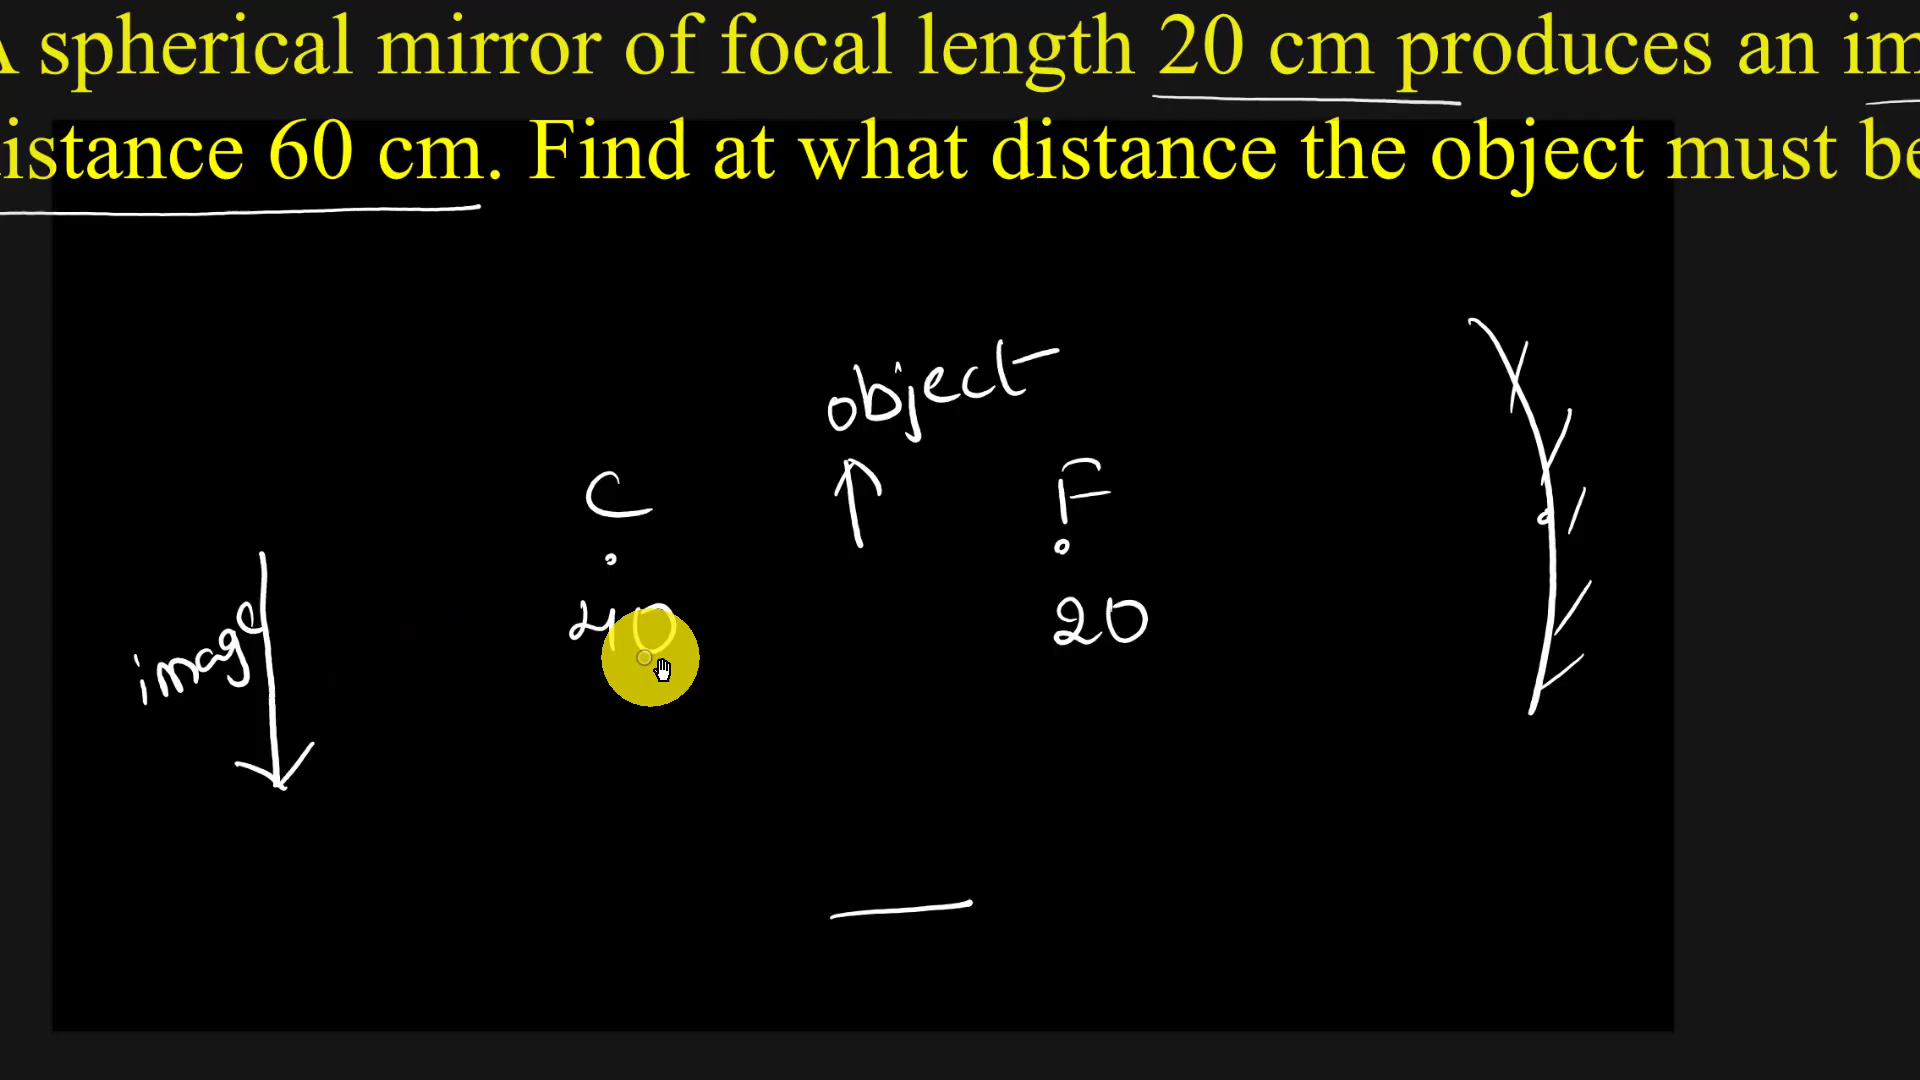 A spherical mirror of focal length 20 cm produces an im
istance 60 cm. Find at what distance the object must be
object
C
F
40
20
image